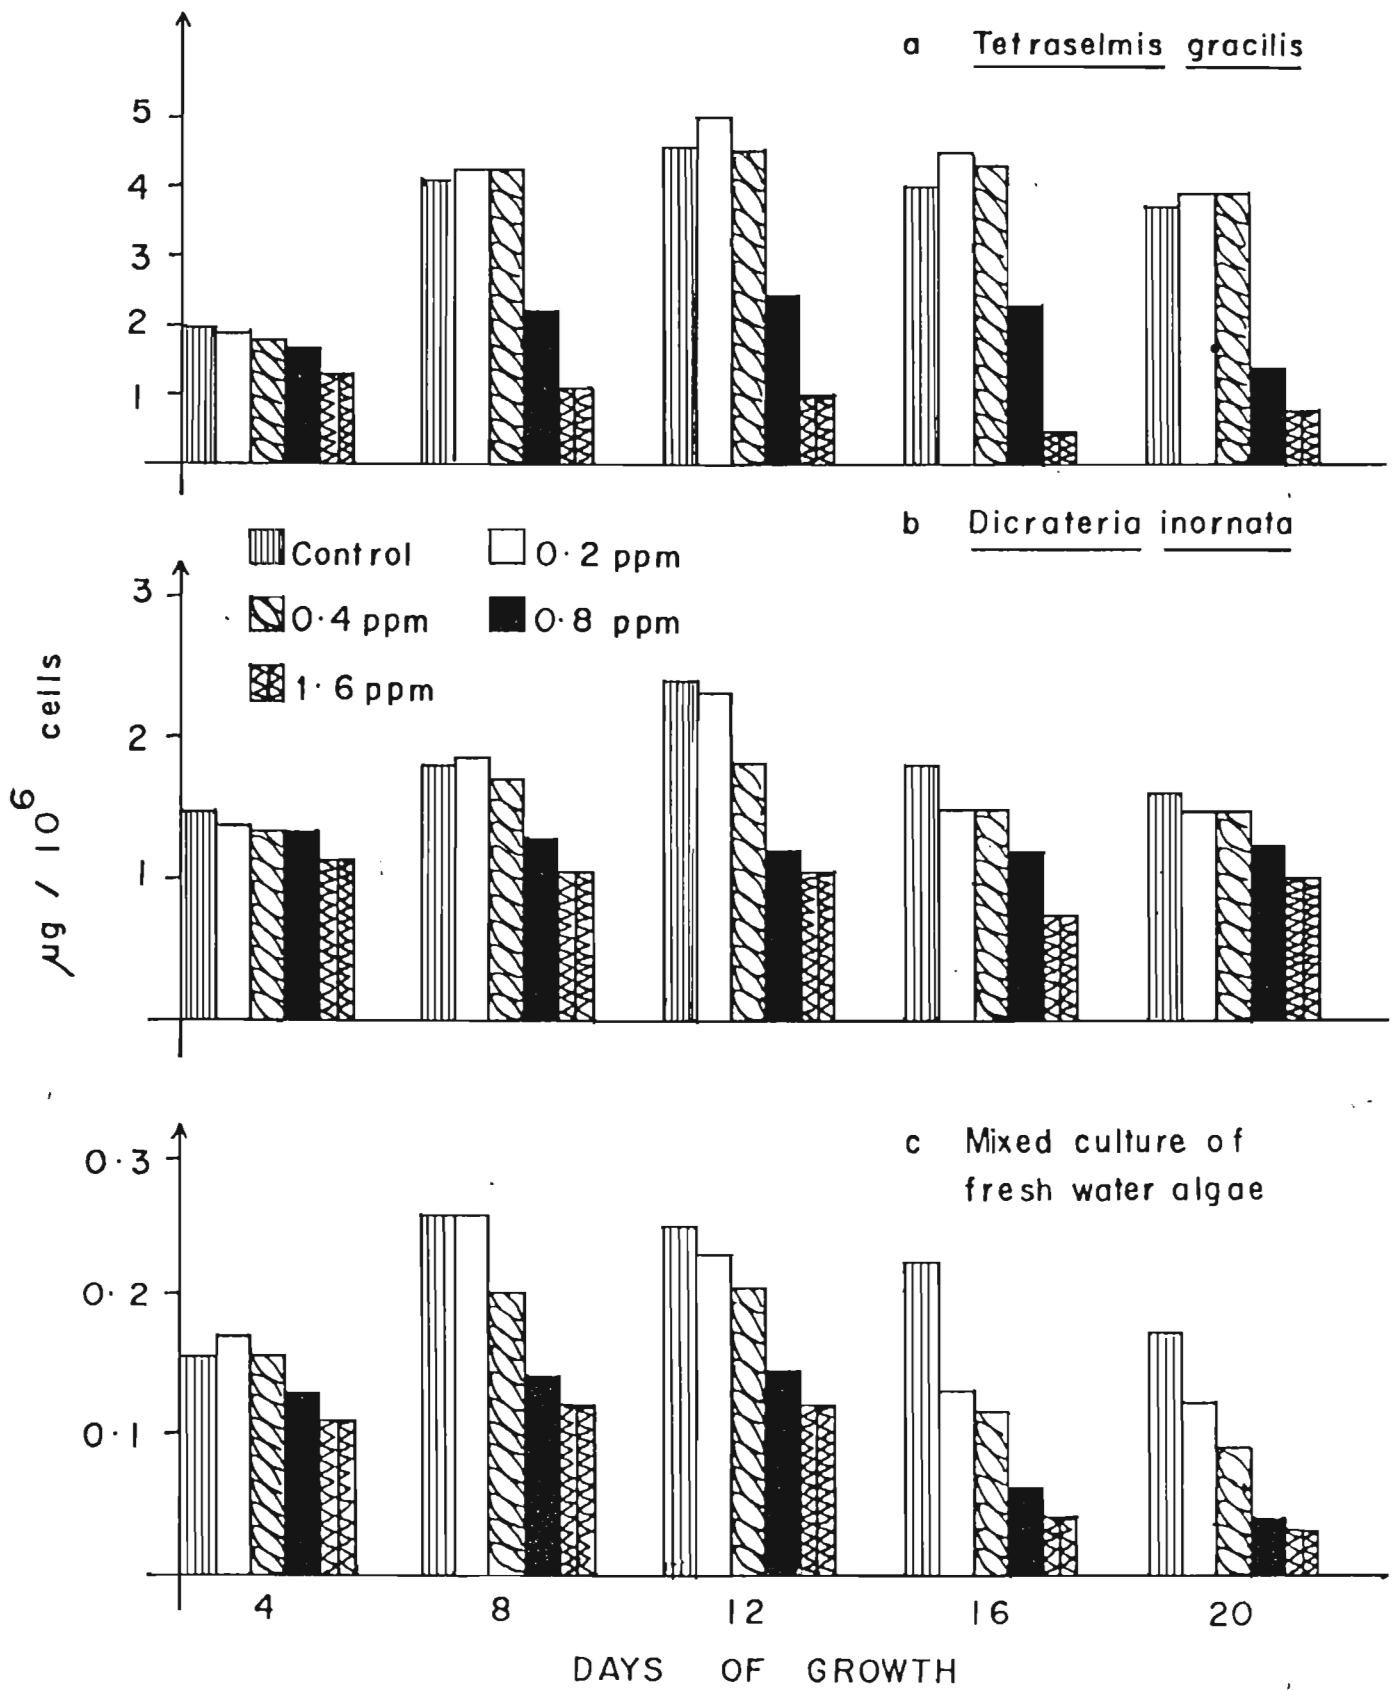 a Tetraselmis gracilis
5
4
3
2
1
b Dicrateria inornata
Control
0.2 ppm
0.4 ppm
0.8 ppm
1.6 ppm
3
2
1
µg / 10⁶ cells
c Mixed culture of
fresh water algae
0.3
0.2
0.1
4 8 12 16 20
DAYS OF GROWTH